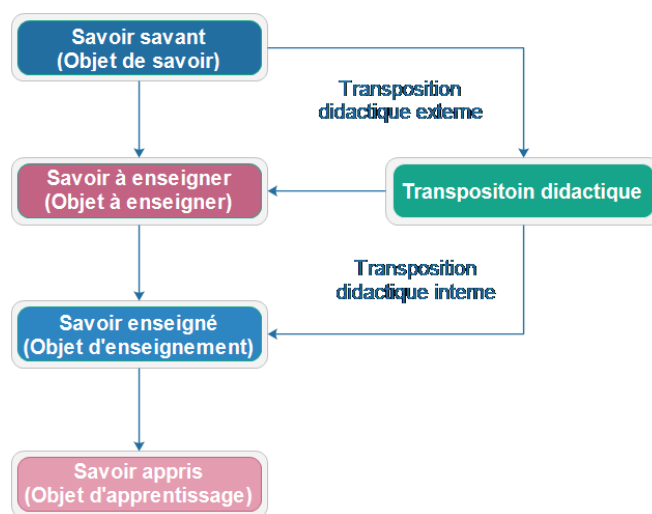 Savoir savant
(Objet de savoir)
Transposition
didactique externe
Savoir à enseigner
(Objet à enseigner)
Transpositoin didactique
Transposition
didactique interne
Savoir enseigné
(Objet d'enseignement)
Savoir appris
(Objet d'apprentissage)